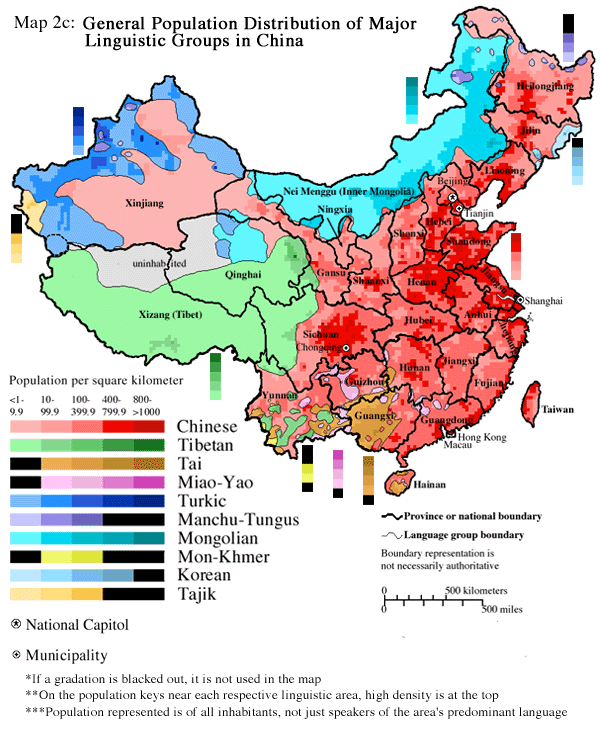 Map 2c: General Population Distribution of Major
Linguistic Groups in China
Heilongjiang
Jilin
Liaoning
Nei Menggu (Inner Mongolia)
Beijing
Tianjin
Xinjiang
Ningxia
Shanxi
Hebei
Shandong
uninhabited
Qinghai
Gansu
Shaanxi
Henan
Jiangsu
Shanghai
Xizang (Tibet)
Hubei
Anhui
Zhejiang
Sichuan
Chongqing
Hunan
Jiangxi
Fujian
Guizhou
Yunnan
Guangxi
Guangdong
Taiwan
Hong Kong
Macau
Hainan
Population per square kilometer
<1- 10- 100- 400- 800-
9.9 99.9 399.9 799.9 >1000
Chinese
Tibetan
Tai
Miao-Yao
Turkic
Manchu-Tungus
Mongolian
Mon-Khmer
Korean
Tajik
Province or national boundary
Language group boundary
Boundary representation is
not necessarily authoritative
0 500 kilometers
0 500 miles
National Capitol
Municipality
*If a gradation is blacked out, it is not used in the map
**On the population keys near each respective linguistic area, high density is at the top
***Population represented is of all inhabitants, not just speakers of the area's predominant language